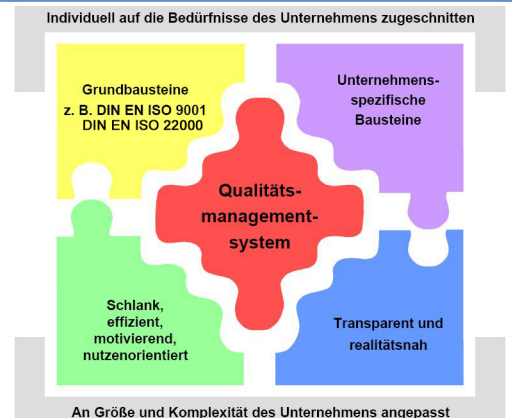 Individuell auf die Bedürfnisse des Unternehmens zugeschnitten
Grundbausteine
z. B. DIN EN ISO 9001
DIN EN ISO 22000
Unternehmens-
spezifische
Bausteine
Qualitäts-
management-
system
Schlank,
effizient,
motivierend,
nutzenorientiert
Transparent und
realitätsnah
An Größe und Komplexität des Unternehmens angepasst